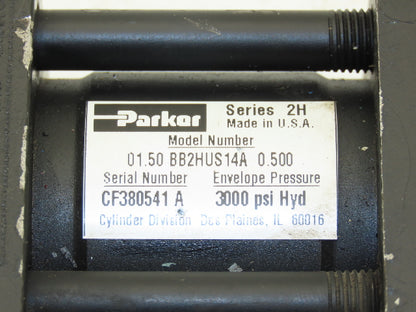 Parker
Series 2H
Made in U.S.A.
Model Number
01.50 BB2HUS14A 0.500
Serial Number Envelope Pressure
CF380541 A 3000 psi Hyd
Cylinder Division Des Plaines, IL 60016